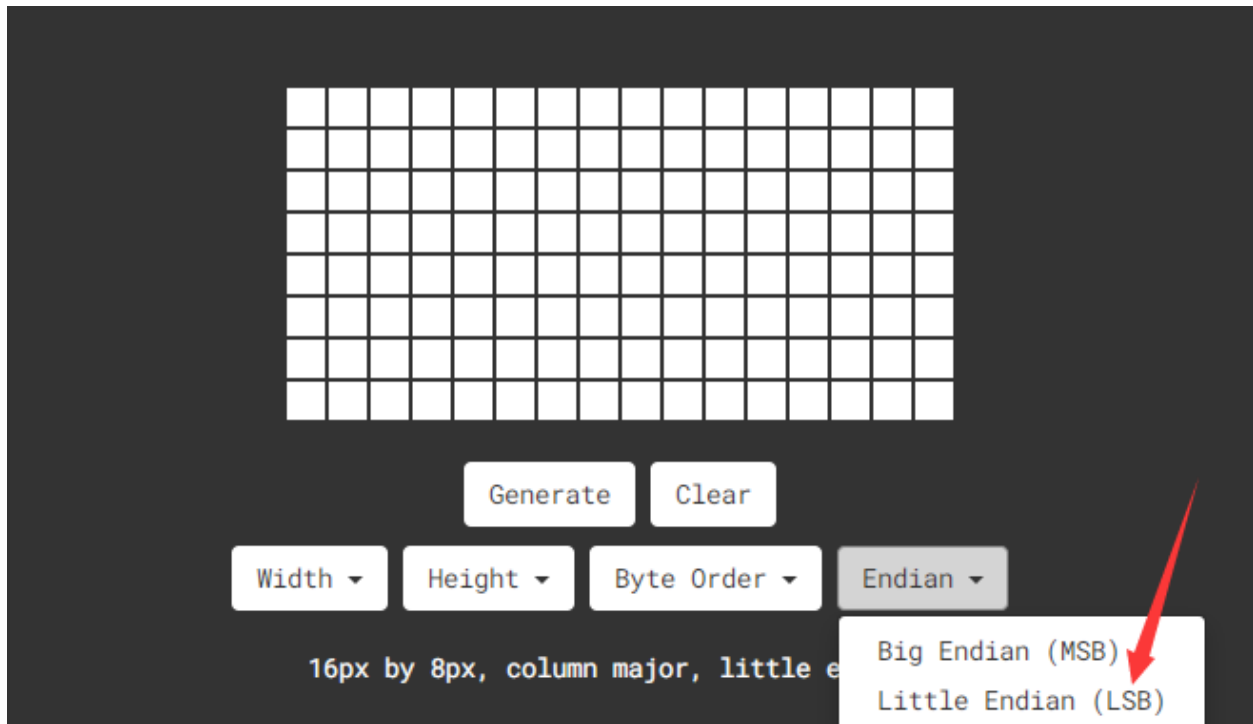 Generate Clear
Width Height Byte Order Endian
Big Endian (MSB)
16px by 8px, column major, little e
Little Endian (LSB)